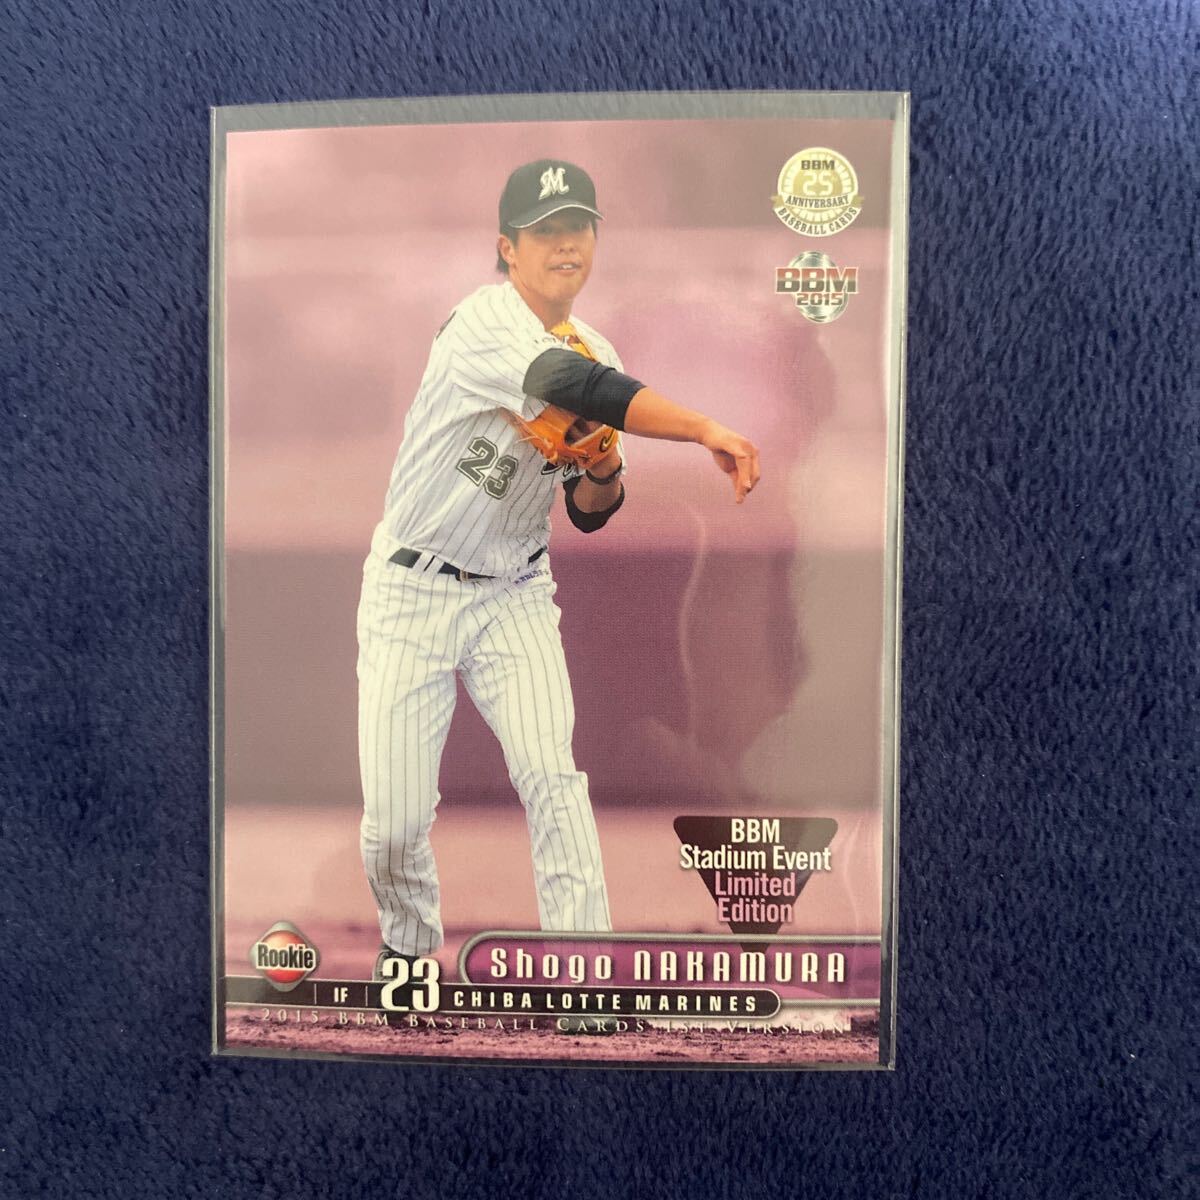 M
BBM
25
ANNIVERSARY
BASEBALL CARDS
BBM
2015
23
BBM
Stadium Event
Limited
Edition
Rookie
Shogo NAKAMURA
IF 23 CHIBA LOTTE MARINES
2015 BBM BASEBALL CARDS 1ST VERSION